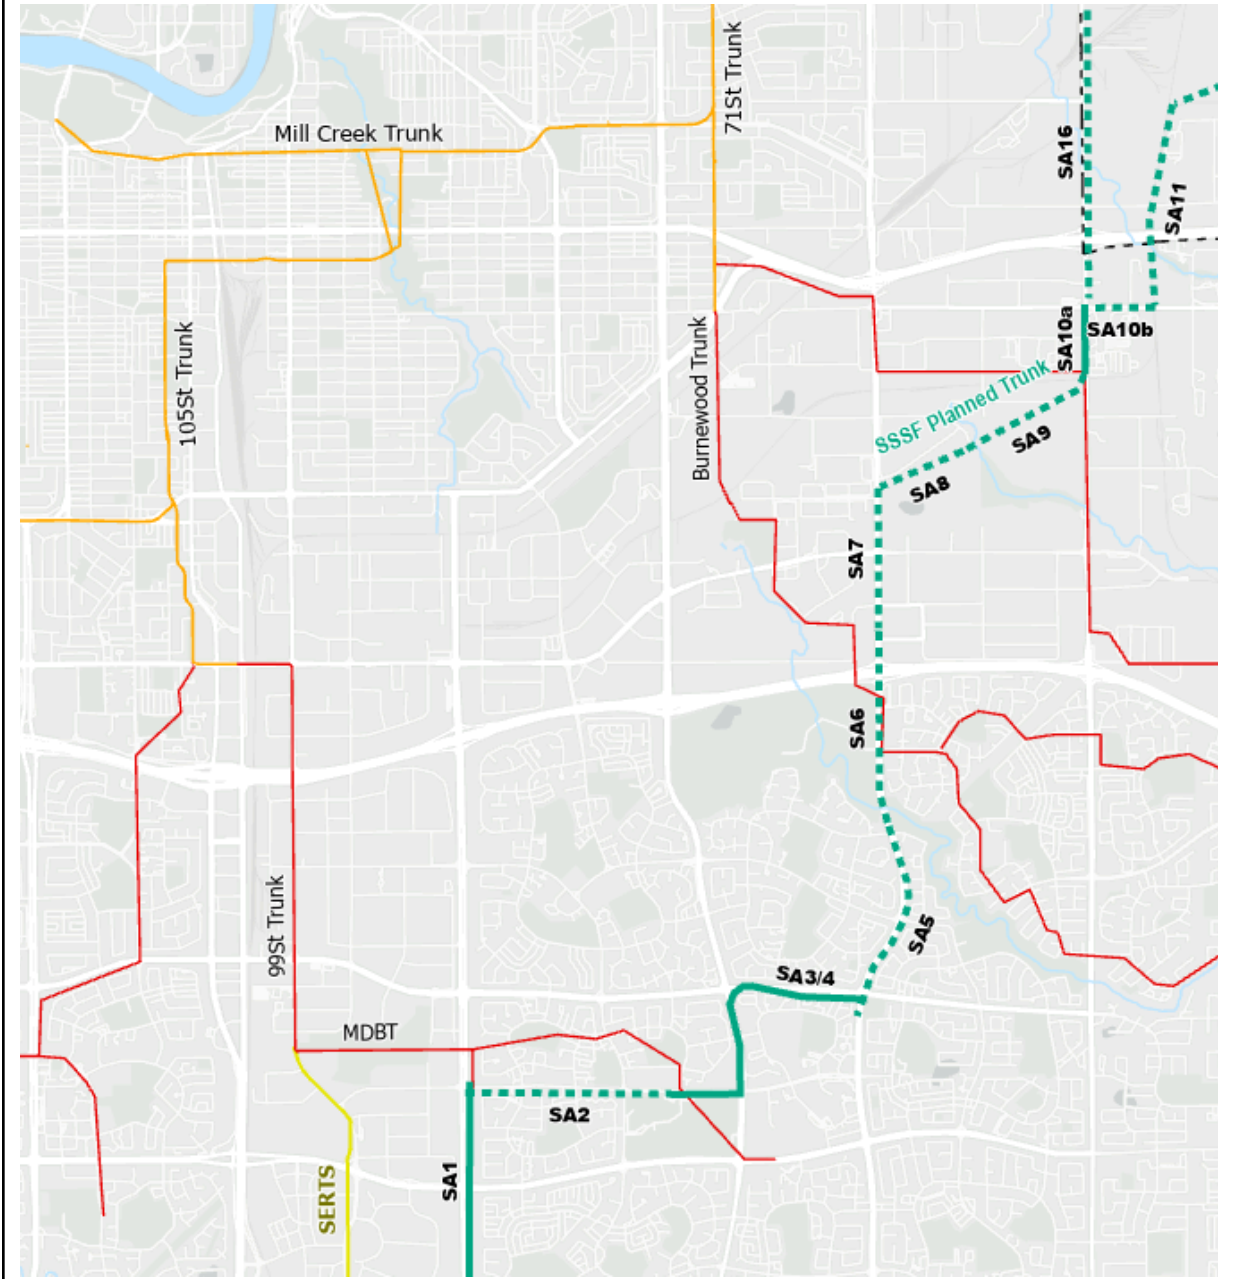 71St Trunk
Mill Creek Trunk
SA16
SA11
105St Trunk
Burnewood Trunk
SA10a
SA10b
SSSF Planned Trunk
SA9
SA8
SA7
SA6
99St Trunk
SA5
SA3/4
MDBT
SA2
SA1
SERTS